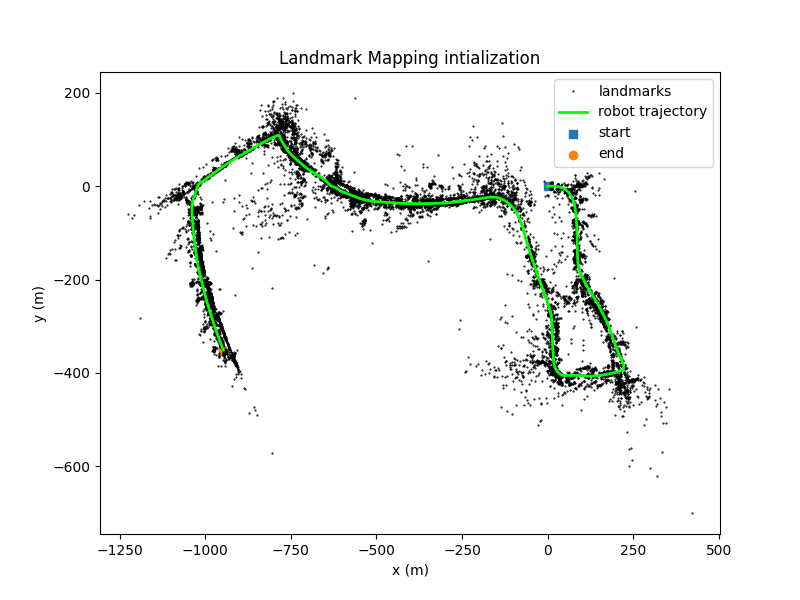 Landmark Mapping intialization
landmarks
robot trajectory
start
end
200
0
−200
−400
−600
y (m)
−1250
−1000
−750
−500
−250
0
250
500
x (m)